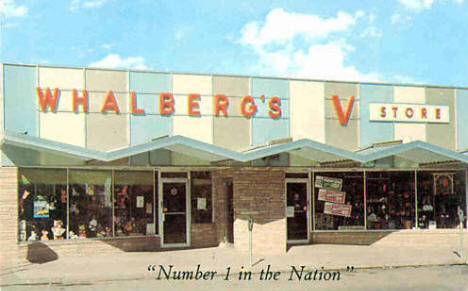 WHALBERG'S V STORE
"Number 1 in the Nation"